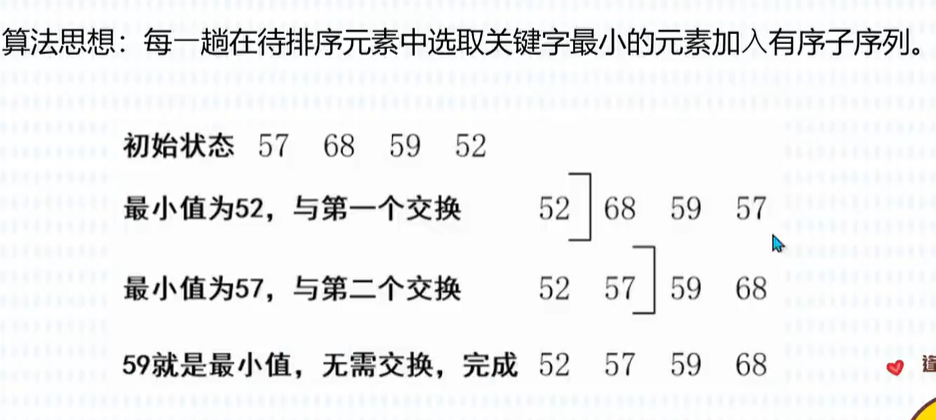 算法思想：每一趟在待排序元素中选取关键字最小的元素加入有序子序列。
初始状态 57 68 59 52
最小值为52，与第一个交换 52 68 59 57
最小值为57，与第二个交换 52 57 59 68
59就是最小值，无需交换，完成 52 57 59 68